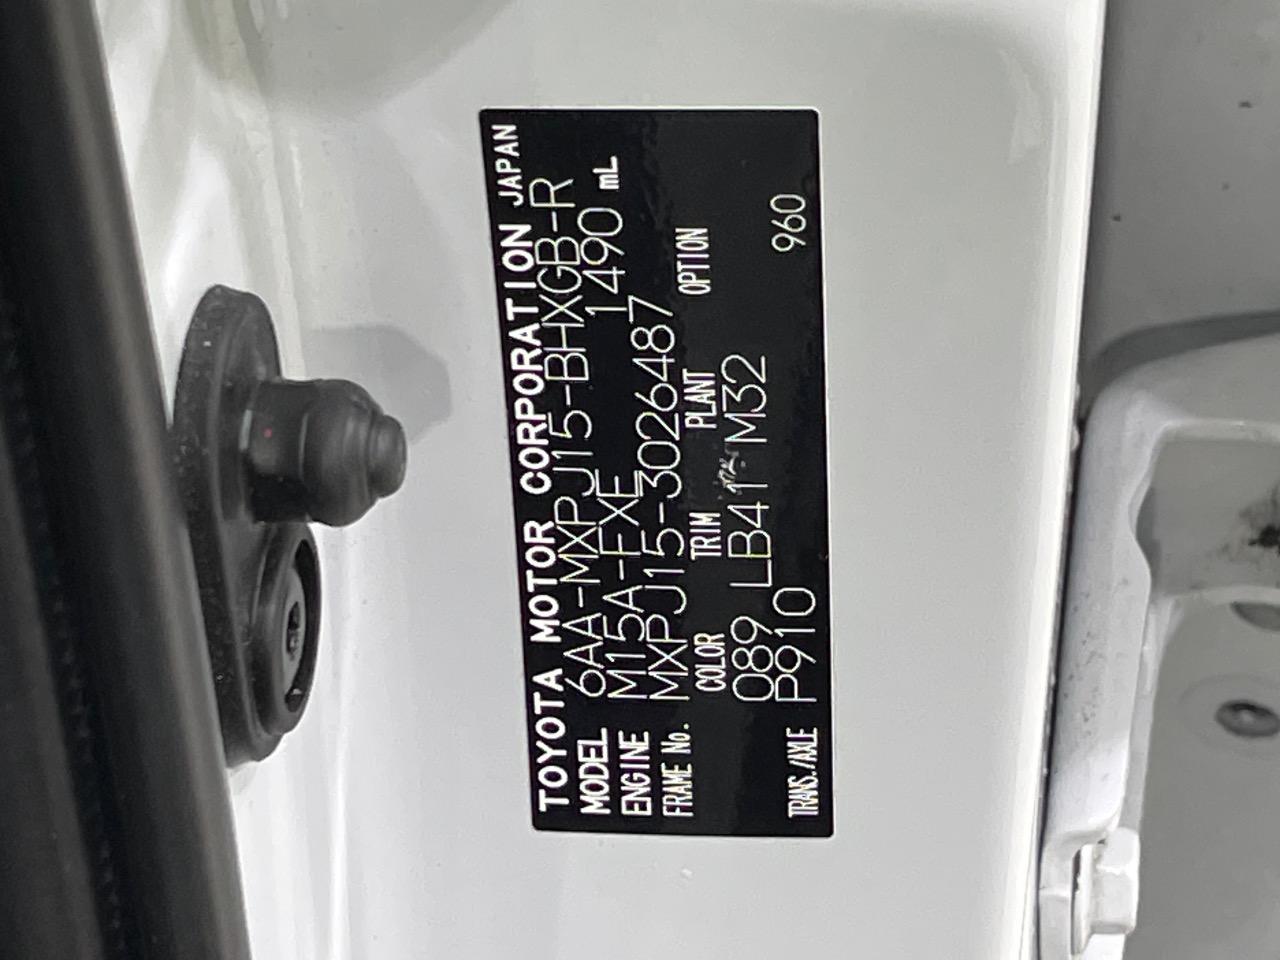 TOYOTA MOTOR CORPORATION JAPAN
MODEL 6AA-MXPJ15-BHXGB-R
ENGINE M15A-FXE 1490 mL
FRAME No. MXPJ15-3026487
COLOR TRIM PLANT OPTION
089 LB41 M32
TRANS./AXLE P910 960